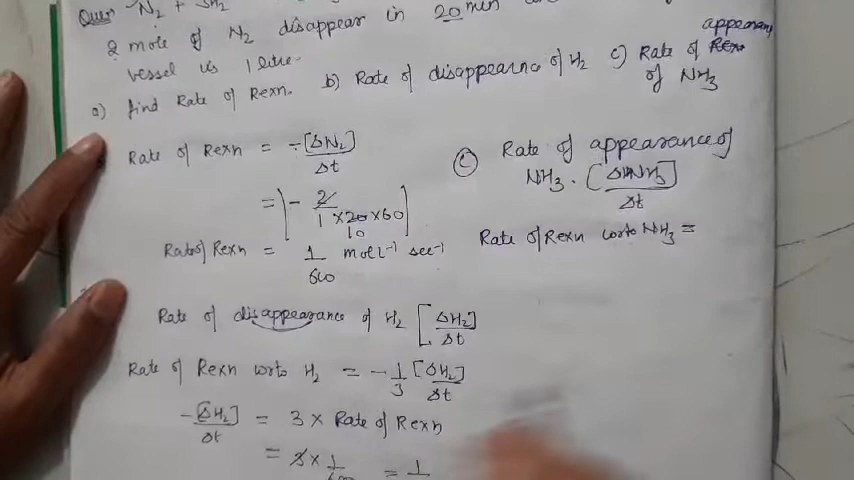 Ques N2 + 3H2
2 mole of N2 disappear in 20 min
vessel is 1 litre.
a) find Rate of Rexn. b) Rate of disappearnce of H2 c) Rate of appearance of NH3
Rate of Rexn = -[ΔN2]/Δt
= [- 2/1×20×60]
10
Rate of Rexn = 1/600 mol L-1 sec-1
Rate of disappearance of H2 [ΔH2/Δt]
Rate of Rexn wrto H2 = -1/3 [ΔH2/Δt]
-[ΔH2]/Δt = 3 × Rate of Rexn
= 3 × 1/600 = 1
C Rate of appearance of
NH3. [ΔNH3]/Δt
Rate of Rexn wrto NH3 =